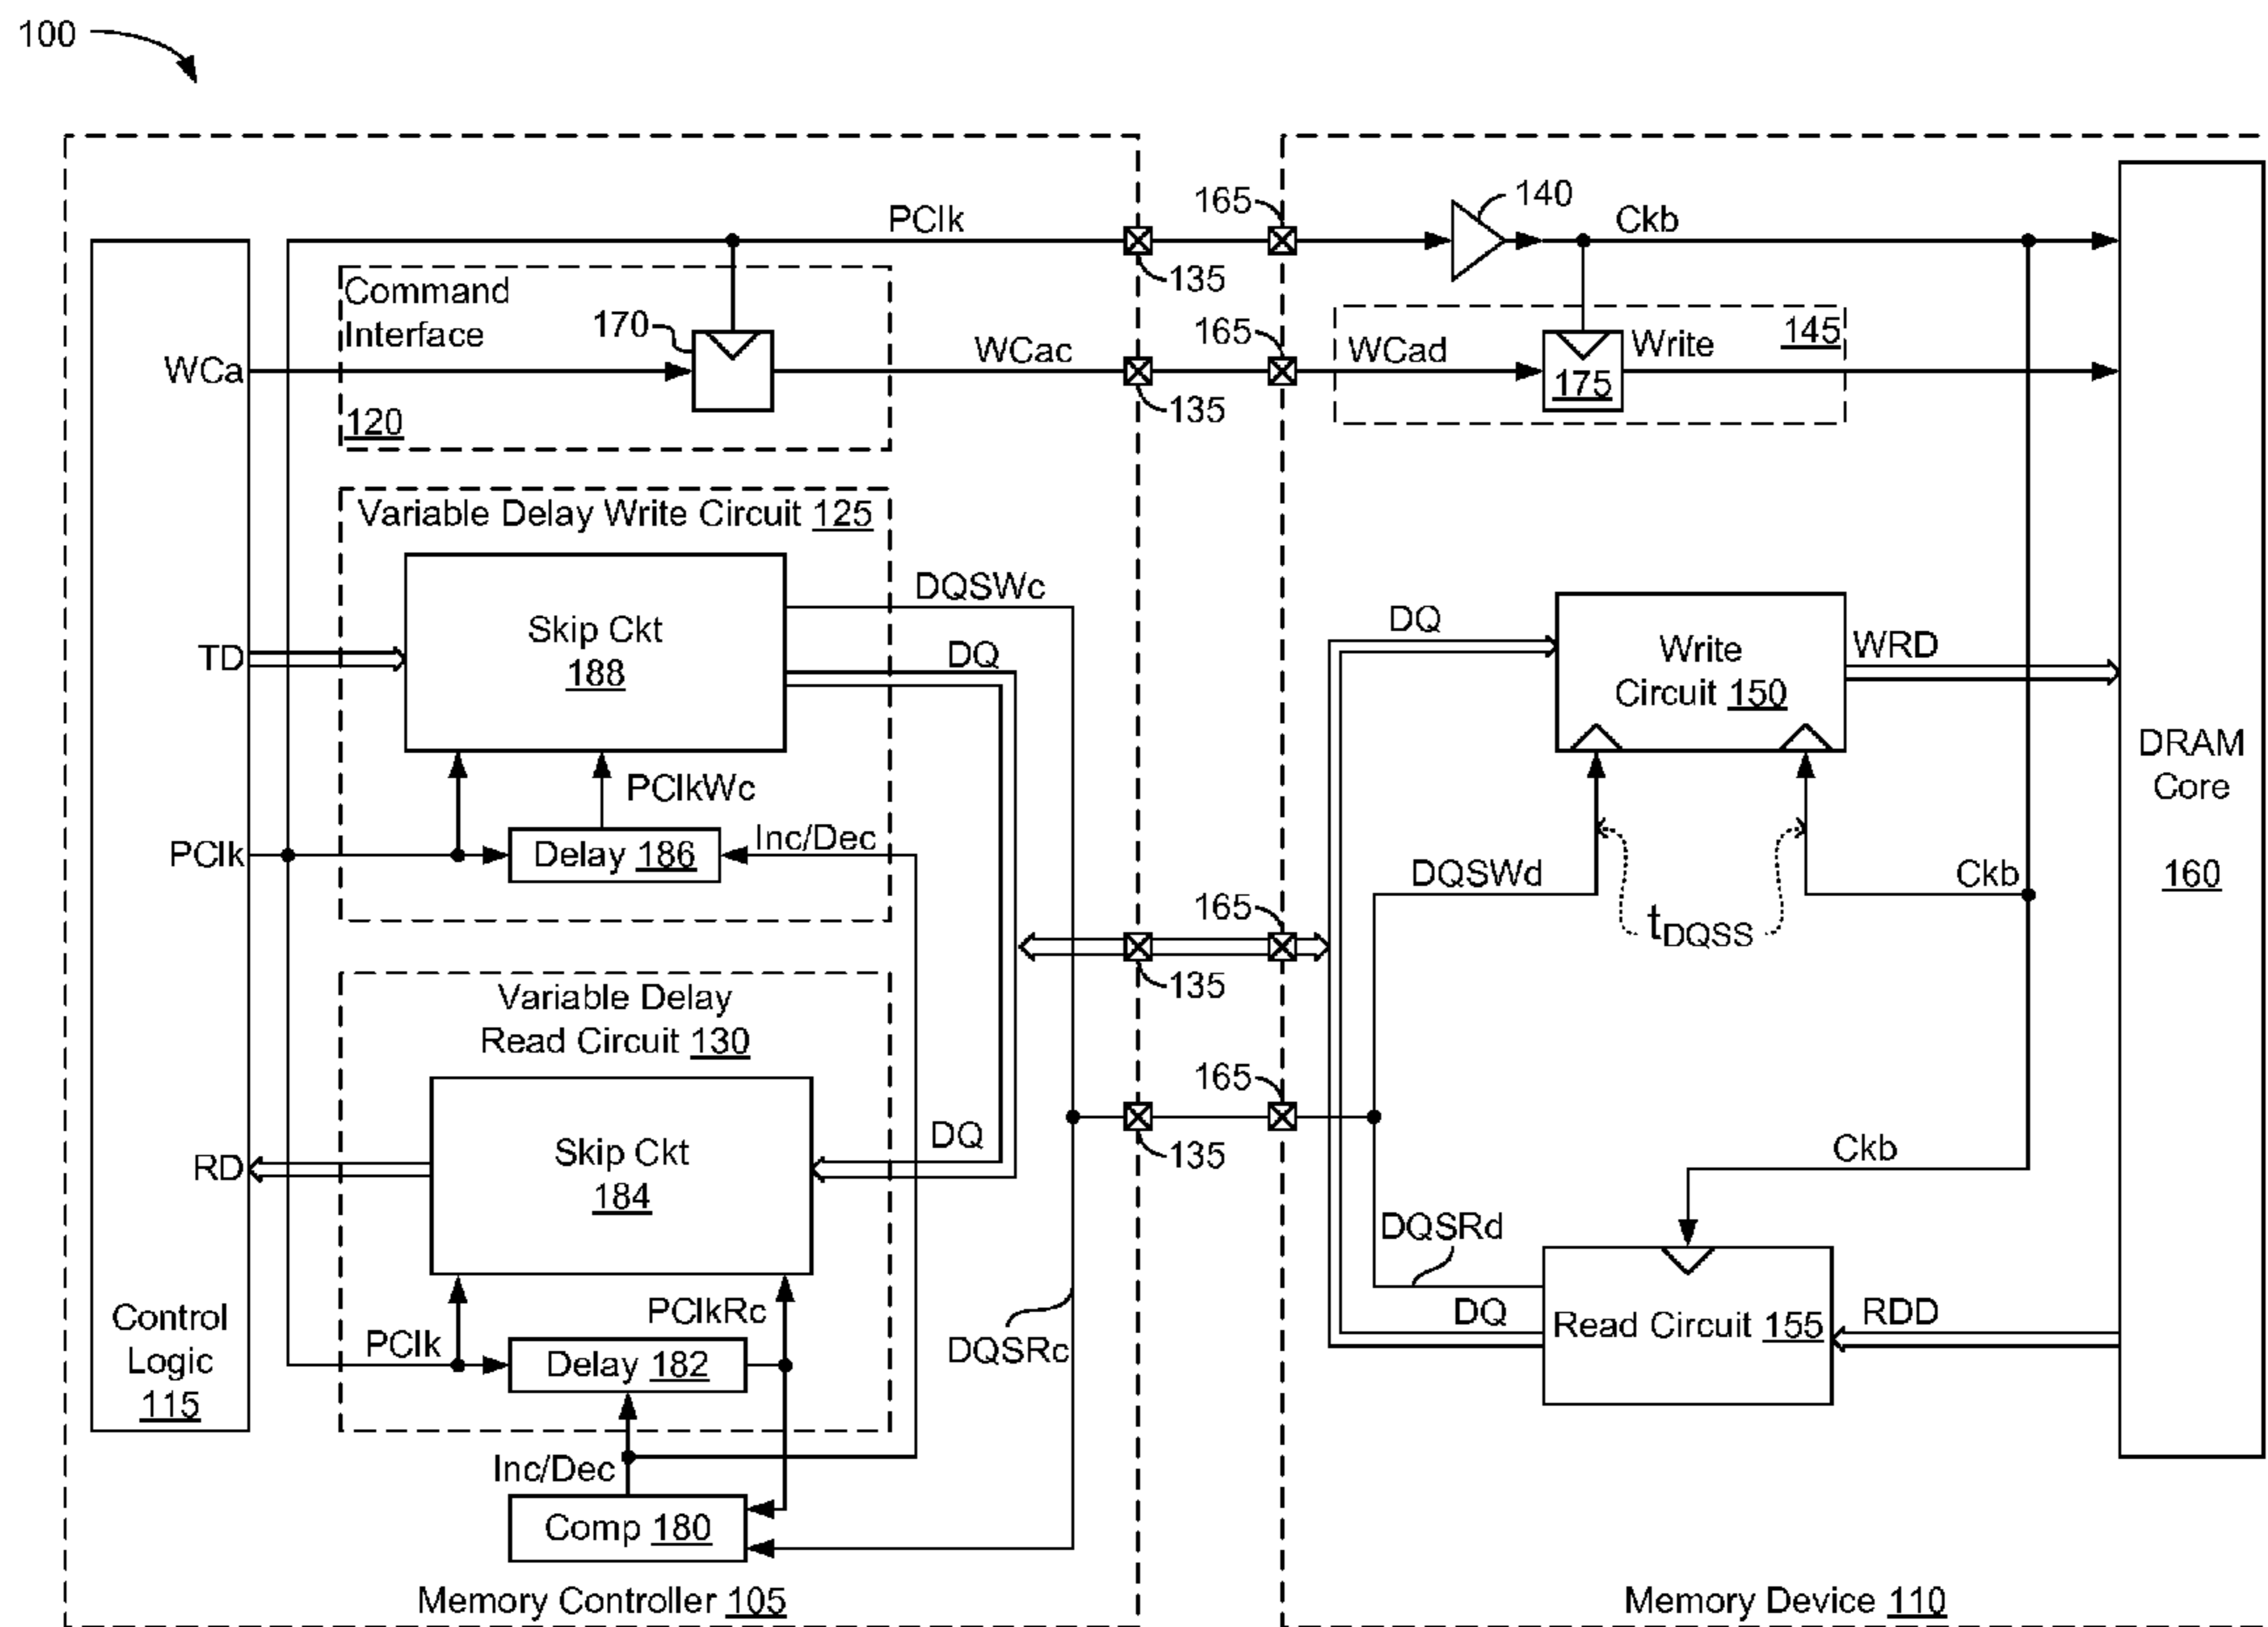 100
PClk
165
140
Ckb
135
Command
Interface
170
WCa
WCac
165
WCad
Write
145
175
120
135
Variable Delay Write Circuit 125
DQSWc
Skip Ckt
188
TD
DQ
DQ
Write
Circuit 150
WRD
DRAM
Core
160
PClkWc
PClk
Delay 186
Inc/Dec
DQSWd
tDQSS
Ckb
165
135
Variable Delay
Read Circuit 130
165
135
Skip Ckt
184
RD
DQ
Ckb
DQSRd
PClkRc
PClk
Delay 182
DQSRc
DQ
Read Circuit 155
RDD
Control
Logic
115
Inc/Dec
Comp 180
Memory Controller 105
Memory Device 110